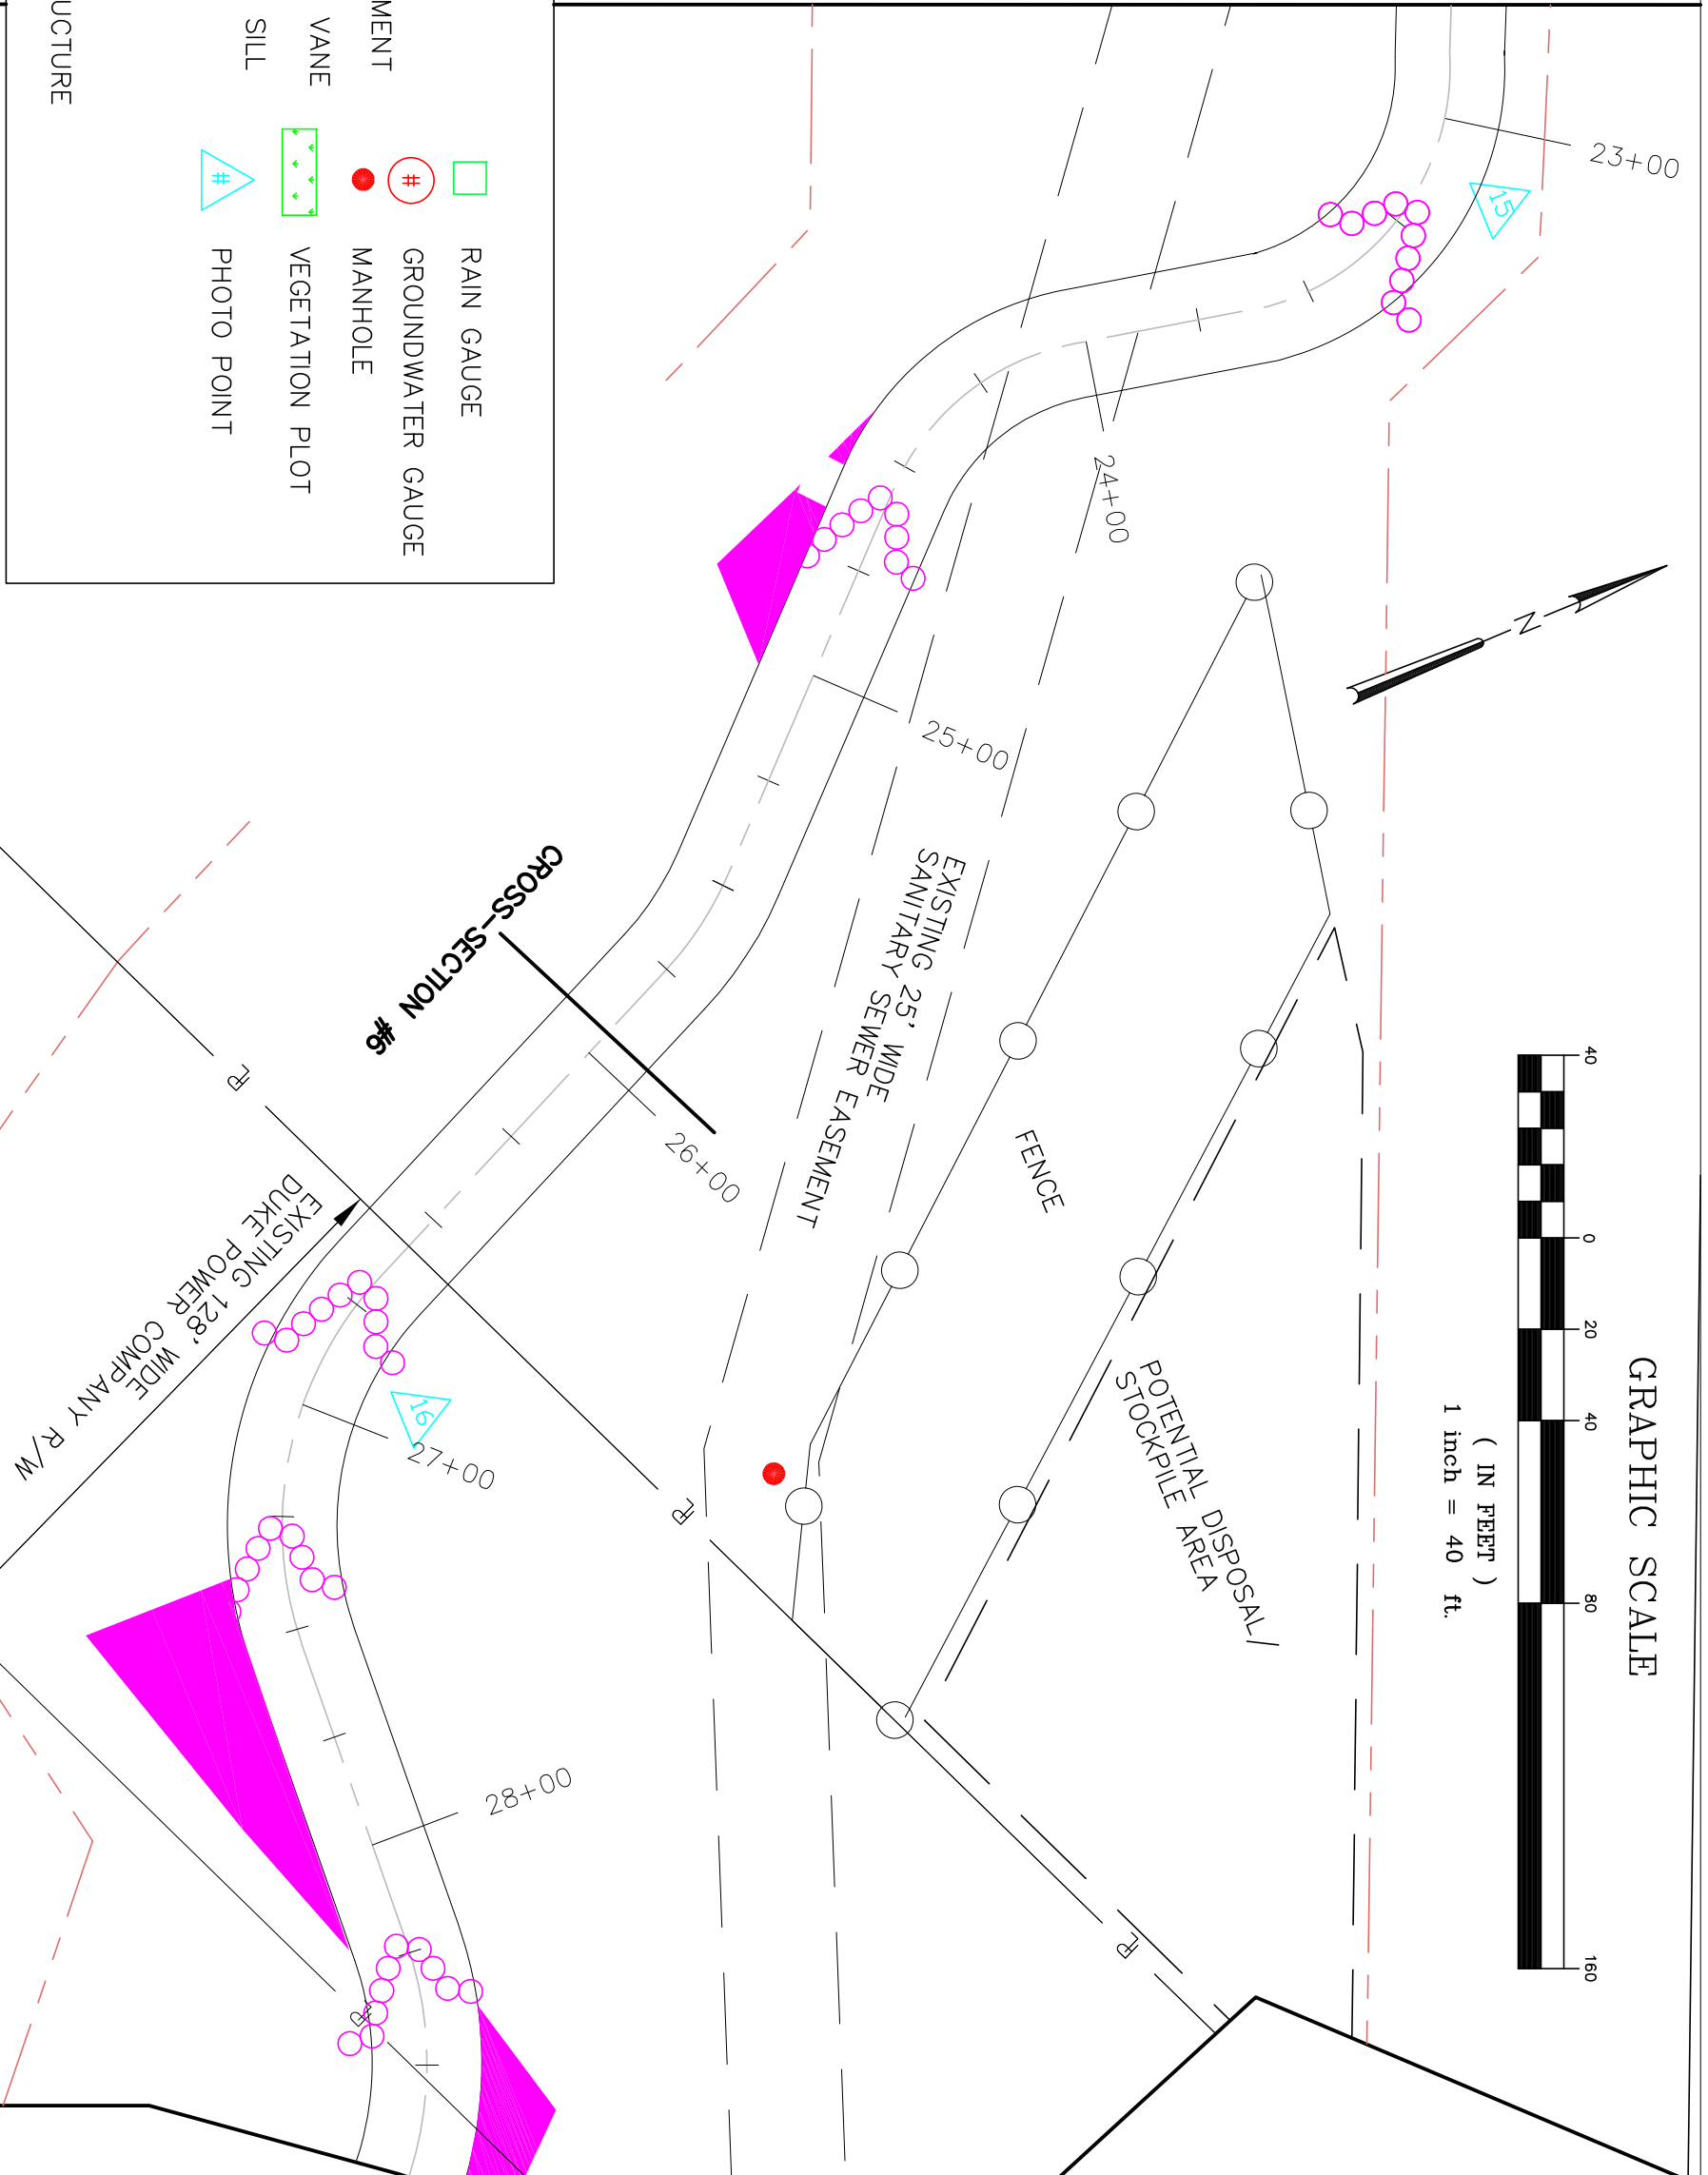 GRAPHIC SCALE
40 0 20 40 80 160
( IN FEET )
1 inch = 40 ft.
N
23+00
15
24+00
25+00
EXISTING 25' WIDE
SANITARY SEWER EASEMENT
FENCE
POTENTIAL DISPOSAL/
STOCKPILE AREA
CROSS-SECTION #6
26+00
EXISTING 128' WIDE
DUKE POWER COMPANY R/W
16
27+00
28+00
RAIN GAUGE
# GROUNDWATER GAUGE
MENT
MANHOLE
VANE
VEGETATION PLOT
SILL
# PHOTO POINT
UCTURE